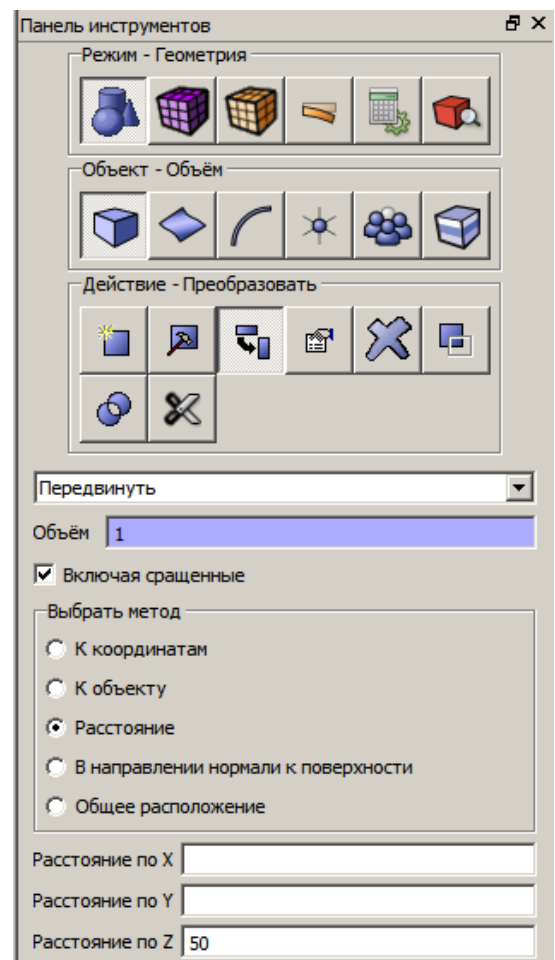 Панель инструментов
Режим - Геометрия
Объект - Объём
Действие - Преобразовать
Передвинуть
Объём 1
Включая сращенные
Выбрать метод
К координатам
К объекту
Расстояние
В направлении нормали к поверхности
Общее расположение
Расстояние по X
Расстояние по Y
Расстояние по Z 50